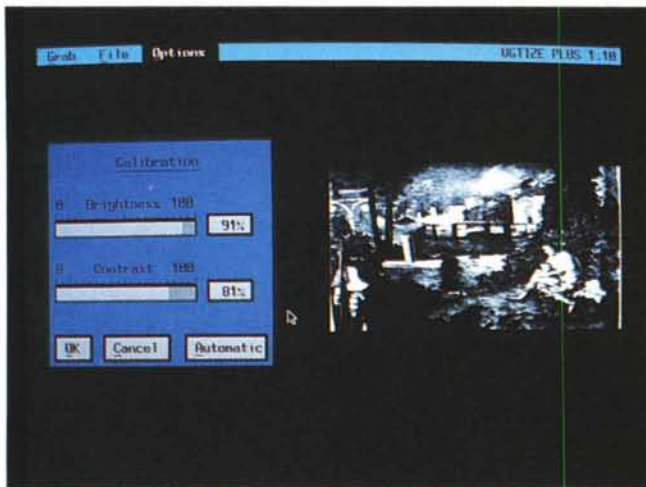 Grab File Options VGTIZE PLUS 1.10
Calibration
0 Brightness 100
91%
0 Contrast 100
81%
OK Cancel Automatic